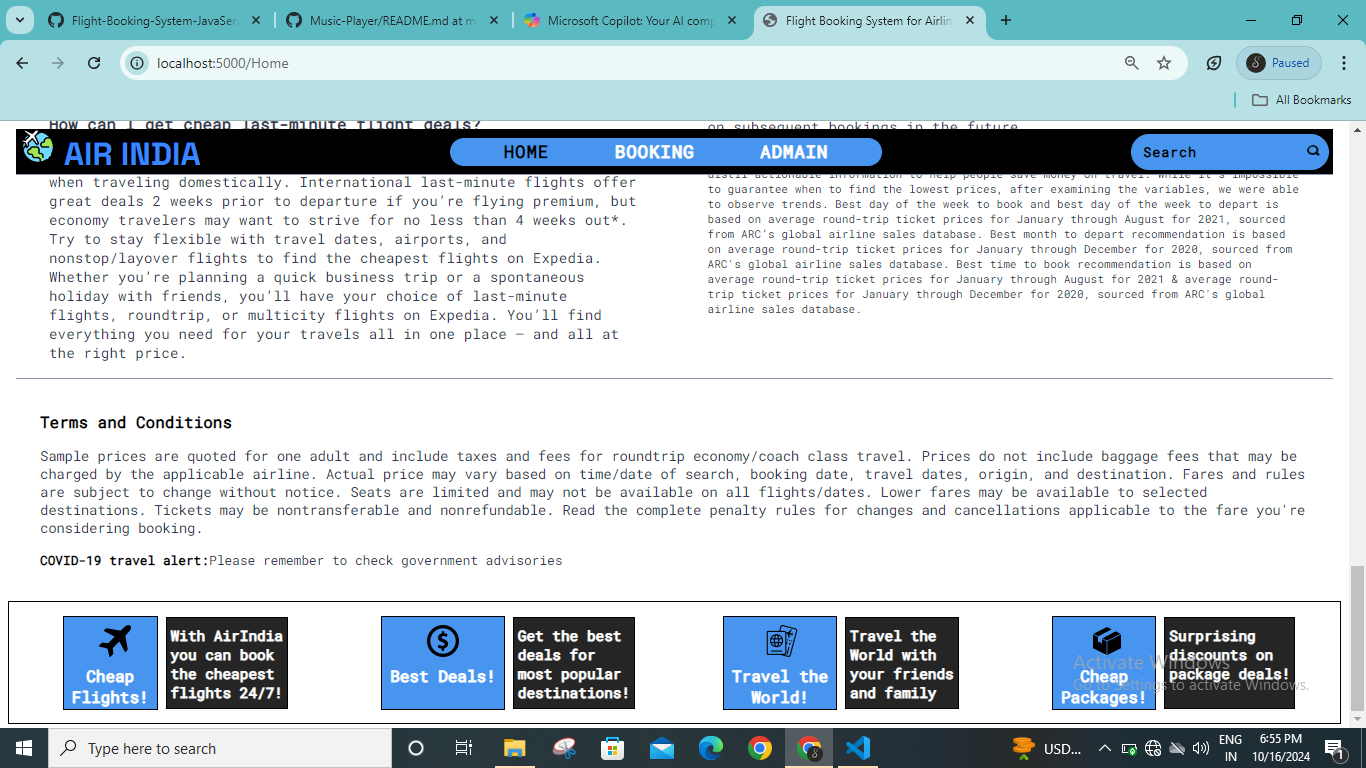 Flight-Booking-System-JavaSer
Music-Player/README.md at m
Microsoft Copilot: Your AI comp
Flight Booking System for Airlin
localhost:5000/Home
Paused
All Bookmarks
How can I get cheap last-minute flight deals?
on subsequent bookings in the future
AIR INDIA
HOME
BOOKING
ADMAIN
Search
when traveling domestically. International last-minute flights offer
great deals 2 weeks prior to departure if you’re flying premium, but
economy travelers may want to strive for no less than 4 weeks out*.
Try to stay flexible with travel dates, airports, and
nonstop/layover flights to find the cheapest flights on Expedia.
Whether you’re planning a quick business trip or a spontaneous
holiday with friends, you’ll have your choice of last-minute
flights, roundtrip, or multicity flights on Expedia. You’ll find
everything you need for your travels all in one place – and all at
the right price.
distil actionable information to help people save money on travel. While it's impossible
to guarantee when to find the lowest prices, after examining the variables, we were able
to observe trends. Best day of the week to book and best day of the week to depart is
based on average round-trip ticket prices for January through August for 2021, sourced
from ARC's global airline sales database. Best month to depart recommendation is based
on average round-trip ticket prices for January through December for 2020, sourced from
ARC's global airline sales database. Best time to book recommendation is based on
average round-trip ticket prices for January through August for 2021 & average round-
trip ticket prices for January through December for 2020, sourced from ARC's global
airline sales database.
Terms and Conditions
Sample prices are quoted for one adult and include taxes and fees for roundtrip economy/coach class travel. Prices do not include baggage fees that may be
charged by the applicable airline. Actual price may vary based on time/date of search, booking date, travel dates, origin, and destination. Fares and rules
are subject to change without notice. Seats are limited and may not be available on all flights/dates. Lower fares may be available to selected
destinations. Tickets may be nontransferable and nonrefundable. Read the complete penalty rules for changes and cancellations applicable to the fare you're
considering booking.
COVID-19 travel alert:Please remember to check government advisories
Cheap
Flights!
With AirIndia
you can book
the cheapest
flights 24/7!
Best Deals!
Get the best
deals for
most popular
destinations!
Travel the
World!
Travel the
World with
your friends
and family
Cheap
Packages!
Surprising
discounts on
package deals!
Activate Windows
Go to Settings to activate Windows.
Type here to search
USD...
ENG
IN
6:55 PM
10/16/2024
1